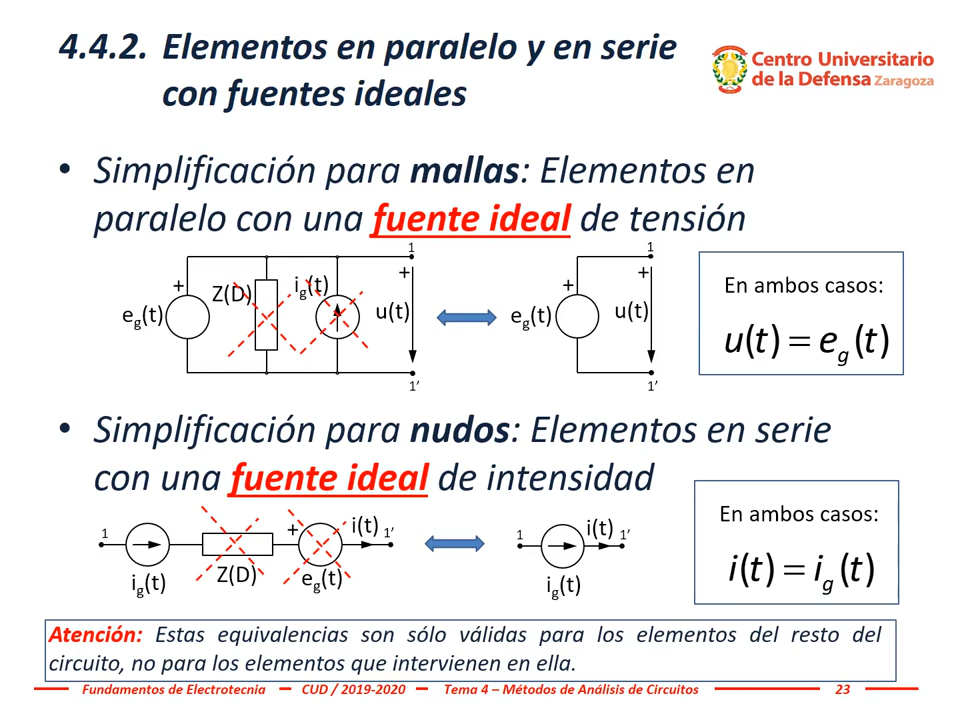 4.4.2. Elementos en paralelo y en serie
con fuentes ideales
Centro Universitario
de la Defensa Zaragoza
• Simplificación para mallas: Elementos en
paralelo con una fuente ideal de tensión
1
+
Z(D)
i_g(t)
+
e_g(t)
u(t)
1’
1
+
+
e_g(t)
u(t)
1’
En ambos casos:
u(t) = e_g(t)
• Simplificación para nudos: Elementos en serie
con una fuente ideal de intensidad
1
+
i(t)
1’
i_g(t)
Z(D)
e_g(t)
1
i(t)
1’
i_g(t)
En ambos casos:
i(t) = i_g(t)
Atención: Estas equivalencias son sólo válidas para los elementos del resto del
circuito, no para los elementos que intervienen en ella.
Fundamentos de Electrotecnia — CUD / 2019-2020 — Tema 4 – Métodos de Análisis de Circuitos — 23